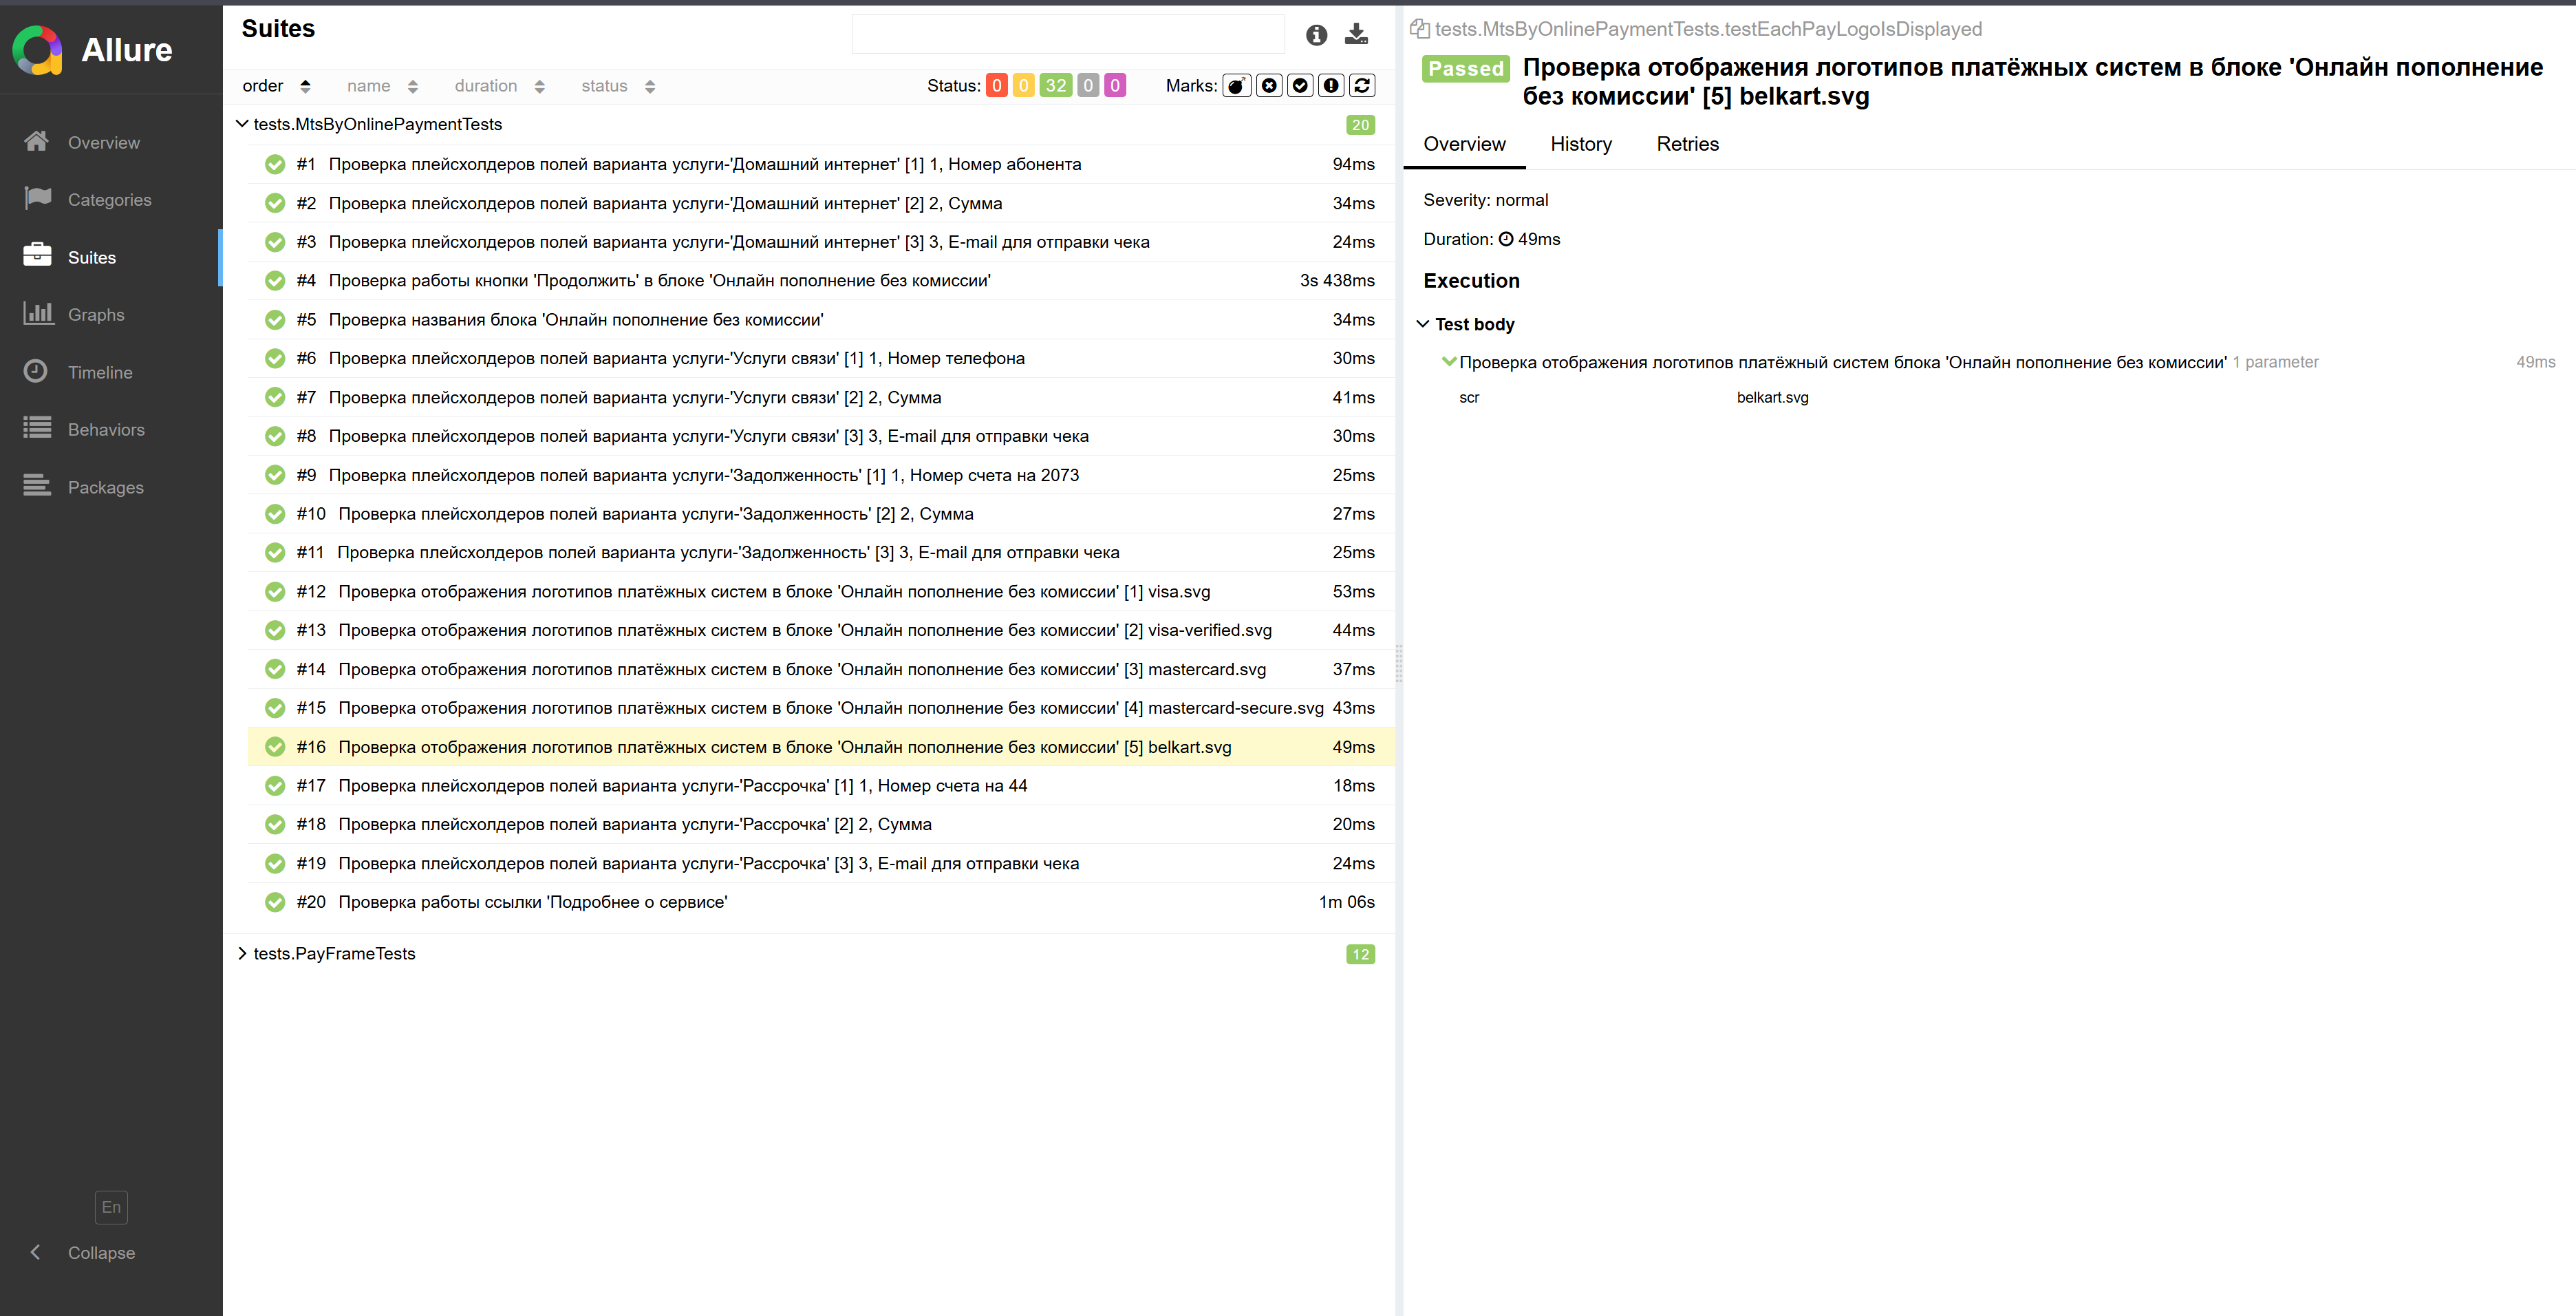 Allure
Overview
Categories
Suites
Graphs
Timeline
Behaviors
Packages
En
Collapse
Suites
order name duration status Status: 0 0 32 0 0 Marks:
tests.MtsByOnlinePaymentTests 20
#1 Проверка плейсхолдеров полей варианта услуги-'Домашний интернет' [1] 1, Номер абонента 94ms
#2 Проверка плейсхолдеров полей варианта услуги-'Домашний интернет' [2] 2, Сумма 34ms
#3 Проверка плейсхолдеров полей варианта услуги-'Домашний интернет' [3] 3, E-mail для отправки чека 24ms
#4 Проверка работы кнопки 'Продолжить' в блоке 'Онлайн пополнение без комиссии' 3s 438ms
#5 Проверка названия блока 'Онлайн пополнение без комиссии' 34ms
#6 Проверка плейсхолдеров полей варианта услуги-'Услуги связи' [1] 1, Номер телефона 30ms
#7 Проверка плейсхолдеров полей варианта услуги-'Услуги связи' [2] 2, Сумма 41ms
#8 Проверка плейсхолдеров полей варианта услуги-'Услуги связи' [3] 3, E-mail для отправки чека 30ms
#9 Проверка плейсхолдеров полей варианта услуги-'Задолженность' [1] 1, Номер счета на 2073 25ms
#10 Проверка плейсхолдеров полей варианта услуги-'Задолженность' [2] 2, Сумма 27ms
#11 Проверка плейсхолдеров полей варианта услуги-'Задолженность' [3] 3, E-mail для отправки чека 25ms
#12 Проверка отображения логотипов платёжных систем в блоке 'Онлайн пополнение без комиссии' [1] visa.svg 53ms
#13 Проверка отображения логотипов платёжных систем в блоке 'Онлайн пополнение без комиссии' [2] visa-verified.svg 44ms
#14 Проверка отображения логотипов платёжных систем в блоке 'Онлайн пополнение без комиссии' [3] mastercard.svg 37ms
#15 Проверка отображения логотипов платёжных систем в блоке 'Онлайн пополнение без комиссии' [4] mastercard-secure.svg 43ms
#16 Проверка отображения логотипов платёжных систем в блоке 'Онлайн пополнение без комиссии' [5] belkart.svg 49ms
#17 Проверка плейсхолдеров полей варианта услуги-'Рассрочка' [1] 1, Номер счета на 44 18ms
#18 Проверка плейсхолдеров полей варианта услуги-'Рассрочка' [2] 2, Сумма 20ms
#19 Проверка плейсхолдеров полей варианта услуги-'Рассрочка' [3] 3, E-mail для отправки чека 24ms
#20 Проверка работы ссылки 'Подробнее о сервисе' 1m 06s
tests.PayFrameTests 12
tests.MtsByOnlinePaymentTests.testEachPayLogoIsDisplayed
Passed Проверка отображения логотипов платёжных систем в блоке 'Онлайн пополнение
без комиссии' [5] belkart.svg
Overview History Retries
Severity: normal
Duration: 49ms
Execution
Test body
Проверка отображения логотипов платёжный систем блока 'Онлайн пополнение без комиссии' 1 parameter 49ms
scr belkart.svg